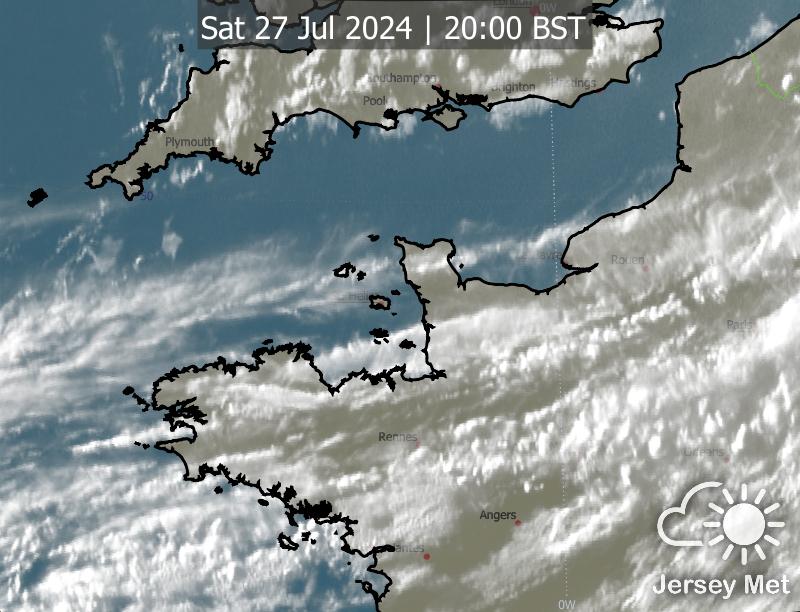 London
0W
Sat 27 Jul 2024 | 20:00 BST
Southampton
Brighton
Hastings
Pool
Plymouth
50
Rouen
Paris
Rennes
Orleans
Angers
Nantes
0W
Jersey Met